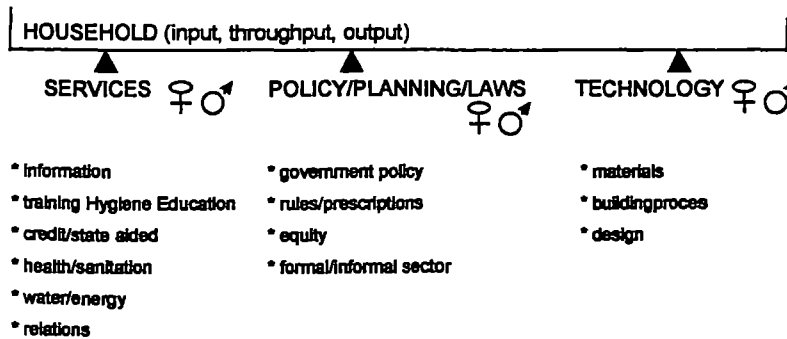 HOUSEHOLD (input, throughput, output)
SERVICES ♀♂ POLICY/PLANNING/LAWS ♀♂ TECHNOLOGY ♀♂
* information
* training Hygiene Education
* credit/state aided
* health/sanitation
* water/energy
* relations
* government policy
* rules/prescriptions
* equity
* formal/informal sector
* materials
* buildingproces
* design